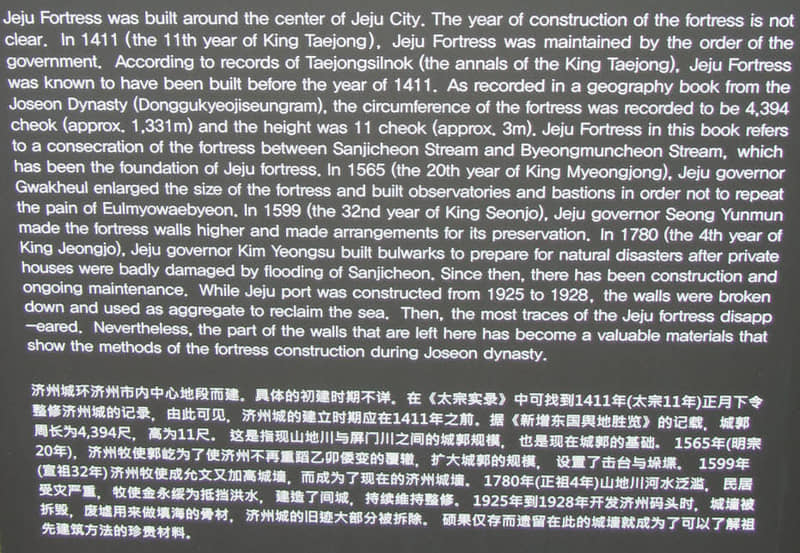 Jeju Fortress was built around the center of Jeju City. The year of construction of the fortress is not
clear. In 1411 (the 11th year of King Taejong), Jeju Fortress was maintained by the order of the
government. According to records of Taejongsilnok (the annals of the King Taejong), Jeju Fortress
was known to have been built before the year of 1411. As recorded in a geography book from the
Joseon Dynasty (Donggukyeojiseungram), the circumference of the fortress was recorded to be 4,394
cheok (approx. 1,331m) and the height was 11 cheok (approx. 3m). Jeju Fortress in this book refers
to a consecration of the fortress between Sanjicheon Stream and Byeongmuncheon Stream, which
has been the foundation of Jeju fortress. In 1565 (the 20th year of King Myeongjong), Jeju governor
Gwakheul enlarged the size of the fortress and built observatories and bastions in order not to repeat
the pain of Eulmyowaebyeon. In 1599 (the 32nd year of King Seonjo), Jeju governor Seong Yunmun
made the fortress walls higher and made arrangements for its preservation. In 1780 (the 4th year of
King Jeongjo), Jeju governor Kim Yeongsu built bulwarks to prepare for natural disasters after private
houses were badly damaged by flooding of Sanjicheon. Since then, there has been construction and
ongoing maintenance. While Jeju port was constructed from 1925 to 1928, the walls were broken
down and used as aggregate to reclaim the sea. Then, the most traces of the Jeju fortress disapp
-eared. Nevertheless, the part of the walls that are left here has become a valuable materials that
show the methods of the fortress construction during Joseon dynasty.
济州城环济州市内中心地段而建。具体的初建时期不详。在《太宗实录》中可找到1411年(太宗11年)正月下令
整修济州城的记录，由此可见，济州城的建立时期应在1411年之前。据《新增东国舆地胜览》的记载，城郭
周长为4,394尺，高为11尺。这是指现山地川与屏门川之间的城郭规模，也是现在城郭的基础。1565年(明宗
20年)，济州牧使郭屹为了使济州不再重蹈乙卯倭变的覆辙，扩大城郭的规模，设置了击台与垛堞。1599年
(宣祖32年)济州牧使成允文又加高城墙，而成为了现在的济州城墙。1780年(正祖4年)山地川河水泛滥，民居
受灾严重，牧使金永绥为抵挡洪水，建造了间城，持续维持整修。1925年到1928年开发济州码头时，城墙被
拆毁，废墟用来做填海的骨材，济州城的旧迹大部分被拆除。硕果仅存而遗留在此的城墙就成为了可以了解祖
先建筑方法的珍贵材料。